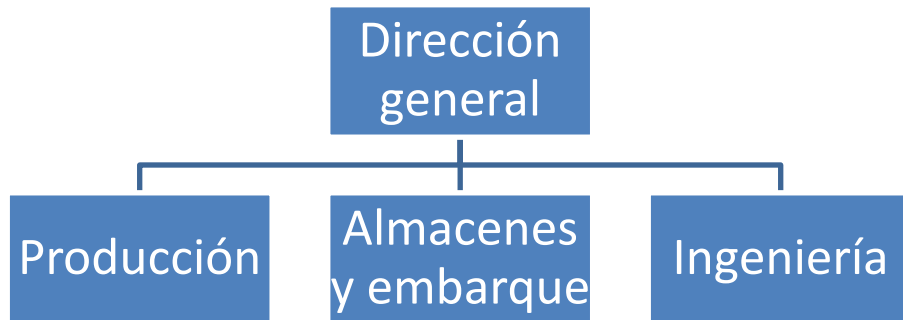 Dirección
general
Producción
Almacenes
y embarque
Ingeniería